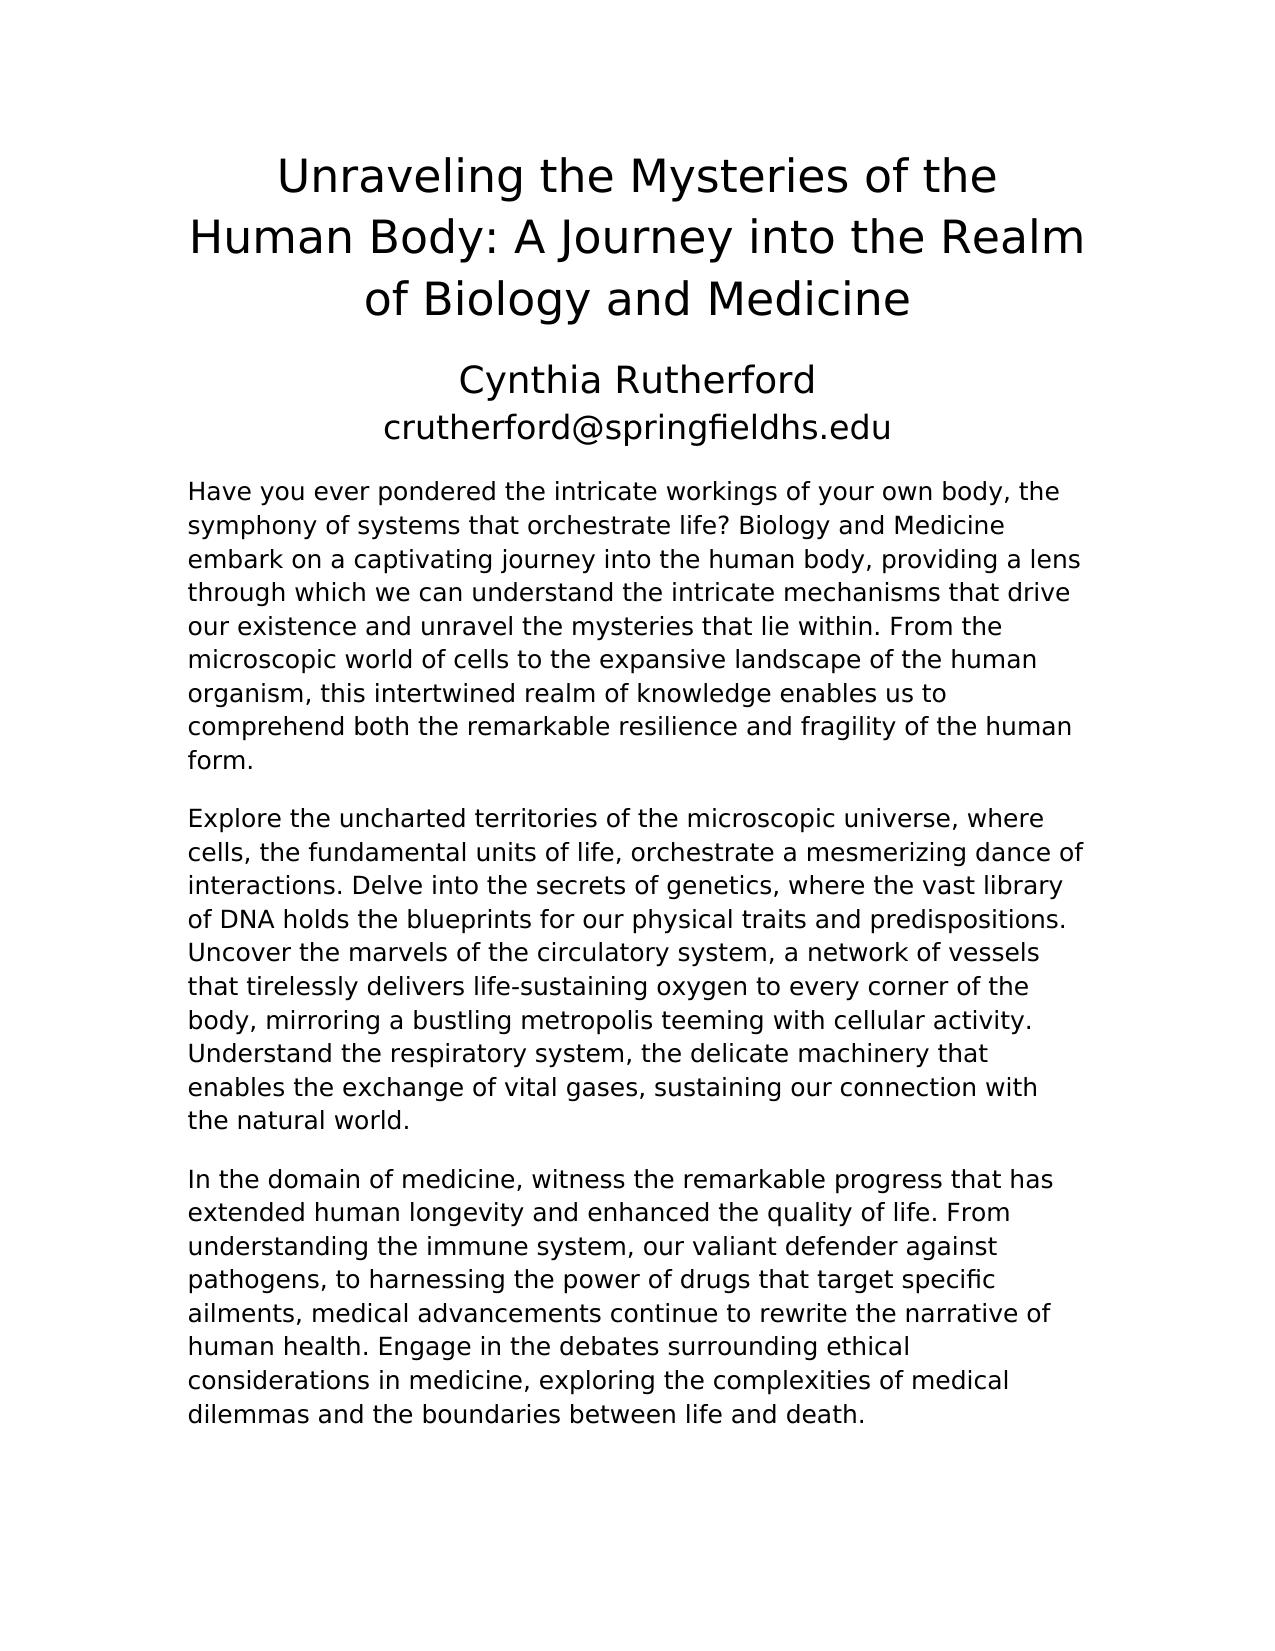 Unraveling the Mysteries of the
Human Body: A Journey into the Realm
of Biology and Medicine
Cynthia Rutherford
crutherford@springfieldhs.edu
Have you ever pondered the intricate workings of your own body, the
symphony of systems that orchestrate life? Biology and Medicine
embark on a captivating journey into the human body, providing a lens
through which we can understand the intricate mechanisms that drive
our existence and unravel the mysteries that lie within. From the
microscopic world of cells to the expansive landscape of the human
organism, this intertwined realm of knowledge enables us to
comprehend both the remarkable resilience and fragility of the human
form.
Explore the uncharted territories of the microscopic universe, where
cells, the fundamental units of life, orchestrate a mesmerizing dance of
interactions. Delve into the secrets of genetics, where the vast library
of DNA holds the blueprints for our physical traits and predispositions.
Uncover the marvels of the circulatory system, a network of vessels
that tirelessly delivers life-sustaining oxygen to every corner of the
body, mirroring a bustling metropolis teeming with cellular activity.
Understand the respiratory system, the delicate machinery that
enables the exchange of vital gases, sustaining our connection with
the natural world.
In the domain of medicine, witness the remarkable progress that has
extended human longevity and enhanced the quality of life. From
understanding the immune system, our valiant defender against
pathogens, to harnessing the power of drugs that target specific
ailments, medical advancements continue to rewrite the narrative of
human health. Engage in the debates surrounding ethical
considerations in medicine, exploring the complexities of medical
dilemmas and the boundaries between life and death.